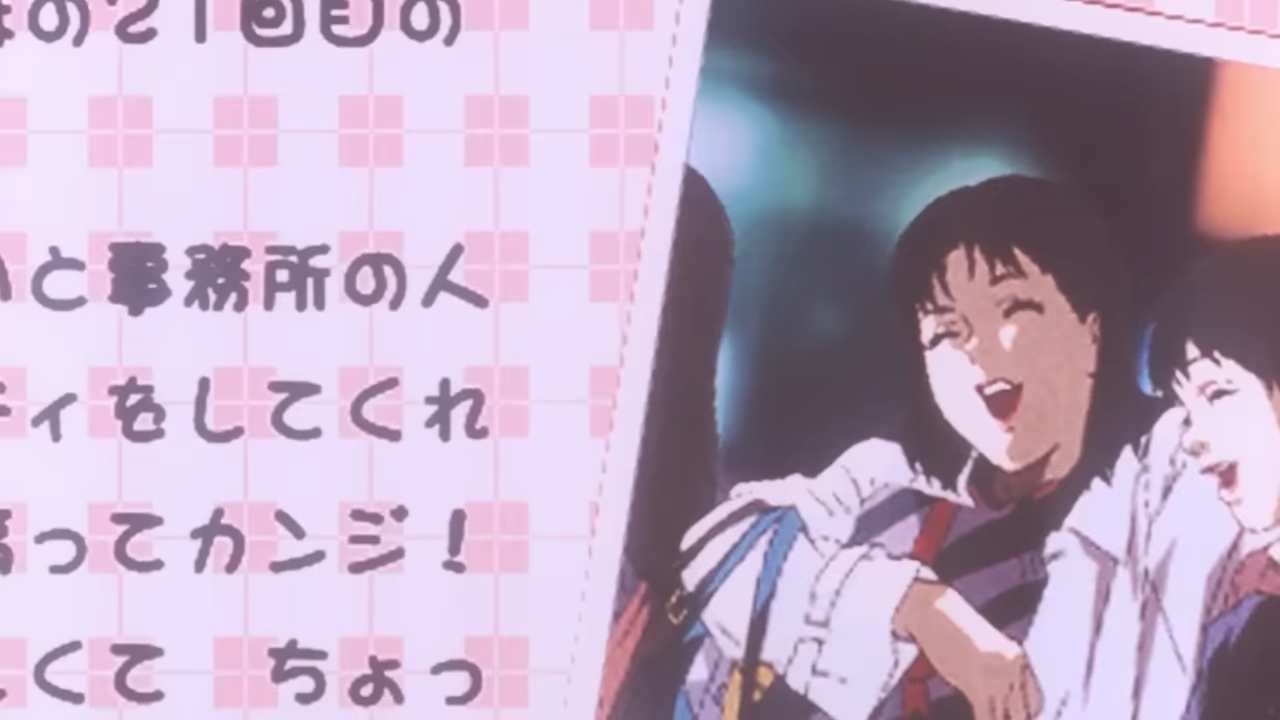 の21回目の
と事務所の人
ィをしてくれ
ってカンジ！
くて ちょっ